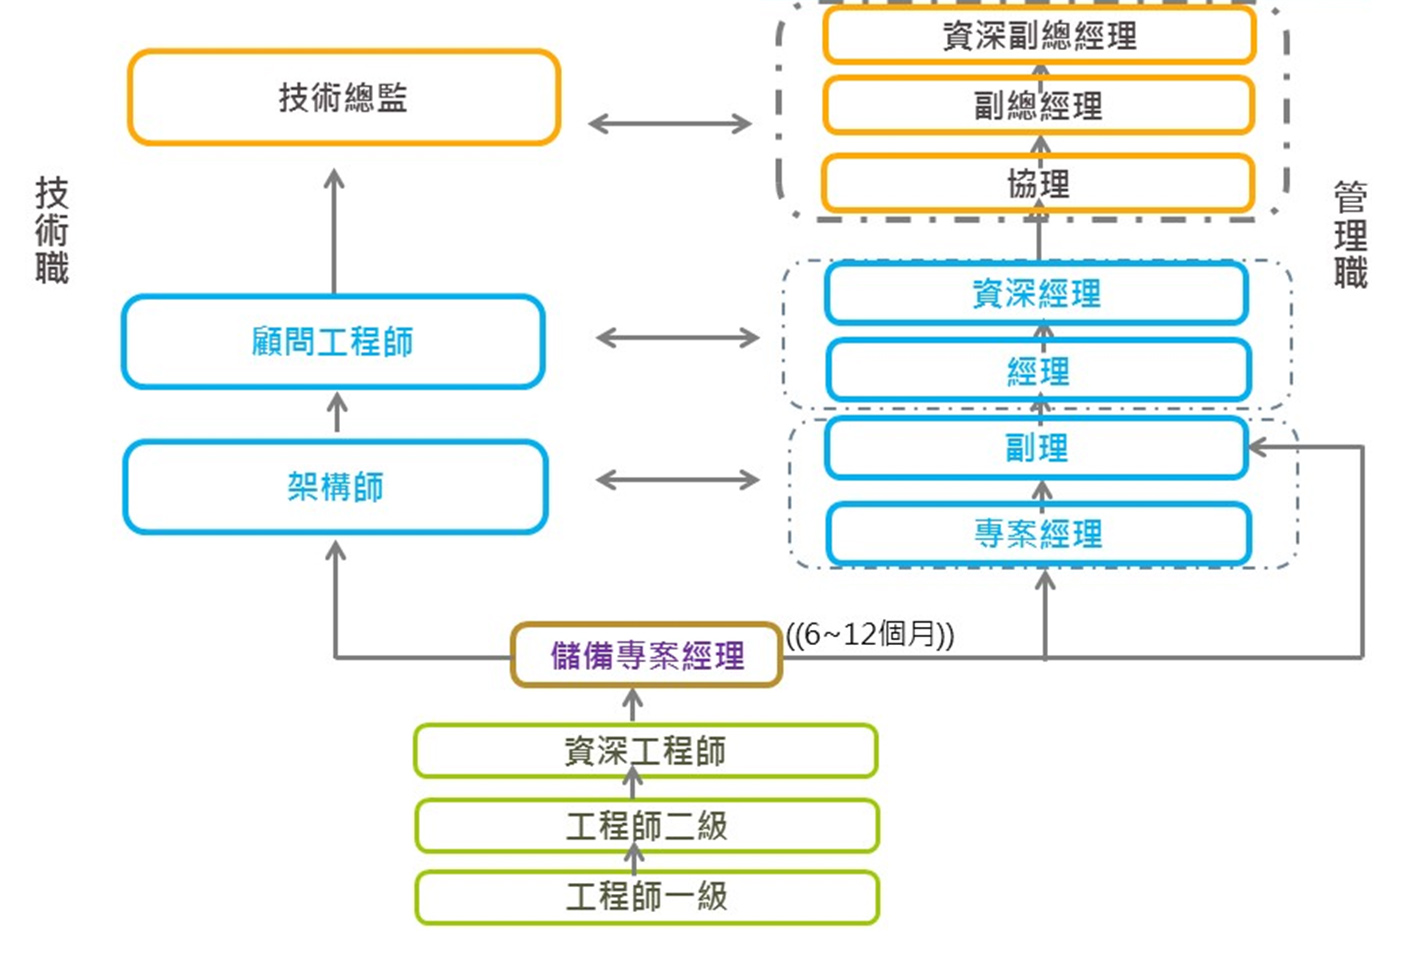 資深副總經理
技術總監
副總經理
協理
技術職
管理職
資深經理
顧問工程師
經理
副理
架構師
專案經理
儲備專案經理
((6~12個月))
資深工程師
工程師二級
工程師一級